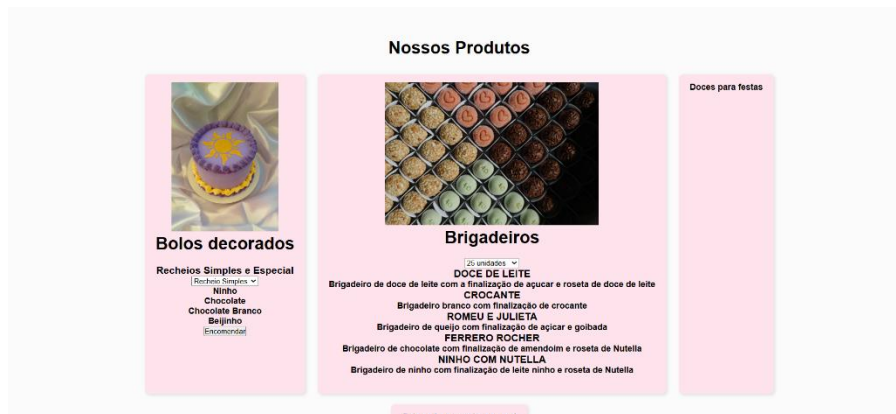 Nossos Produtos
Bolos decorados
Recheios Simples e Especial
Recheio Simples
Ninho
Chocolate
Chocolate Branco
Beijinho
Encomendar
Brigadeiros
25 unidades
DOCE DE LEITE
Brigadeiro de doce de leite com a finalização de açucar e roseta de doce de leite
CROCANTE
Brigadeiro branco com finalização de crocante
ROMEU E JULIETA
Brigadeiro de queijo com finalização de açicar e goibada
FERRERO ROCHER
Brigadeiro de chocolate com finalização de amendoim e roseta de Nutella
NINHO COM NUTELLA
Brigadeiro de ninho com finalização de leite ninho e roseta de Nutella
Doces para festas